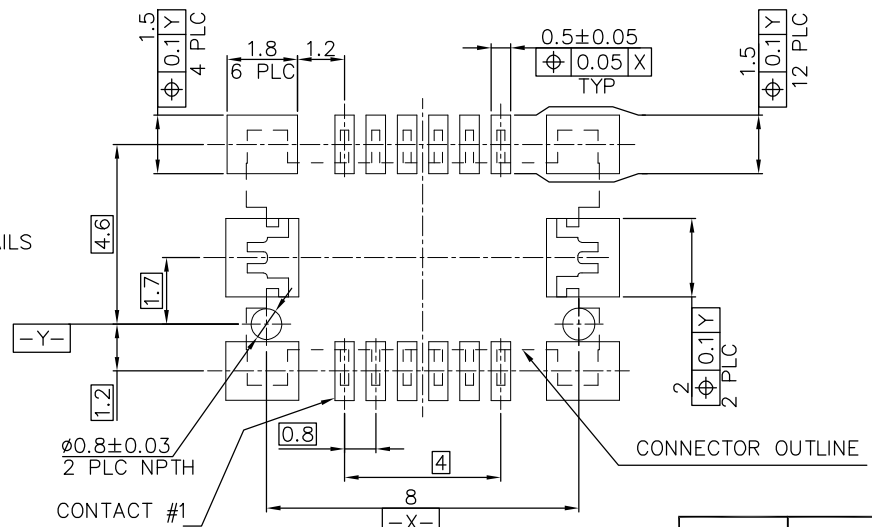 1.5
⌖ 0.1 Y
4 PLC
1.8
6 PLC
1.2
0.5±0.05
⌖ 0.05 X
TYP
1.5
⌖ 0.1 Y
12 PLC
AILS
4.6
1.7
-Y-
1.2
2
⌖ 0.1 Y
2 PLC
ø0.8±0.03
2 PLC NPTH
0.8
4
CONNECTOR OUTLINE
CONTACT #1
8
-X-